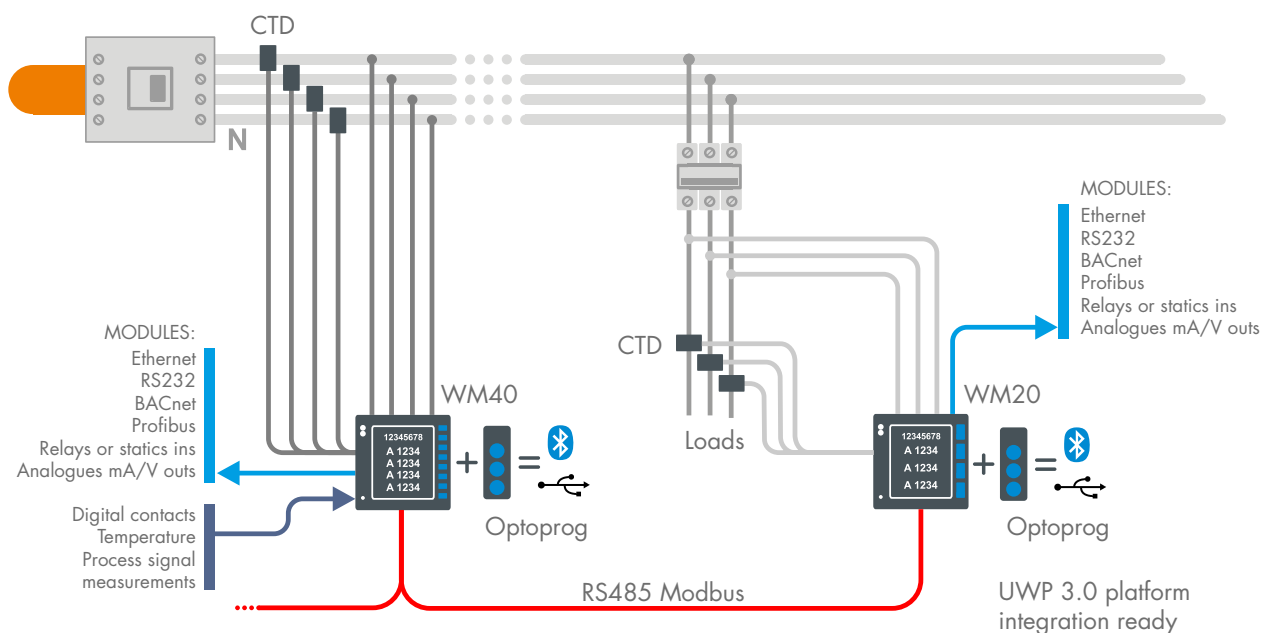 CTD
N
MODULES:
Ethernet
RS232
BACnet
Profibus
Relays or statics ins
Analogues mA/V outs
MODULES:
Ethernet
RS232
BACnet
Profibus
Relays or statics ins
Analogues mA/V outs
Digital contacts
Temperature
Process signal
measurements
WM40
12345678
A 1234
A 1234
A 1234
A 1234
+
=
Optoprog
CTD
Loads
WM20
12345678
A 1234
A 1234
A 1234
+
=
Optoprog
RS485 Modbus
UWP 3.0 platform
integration ready